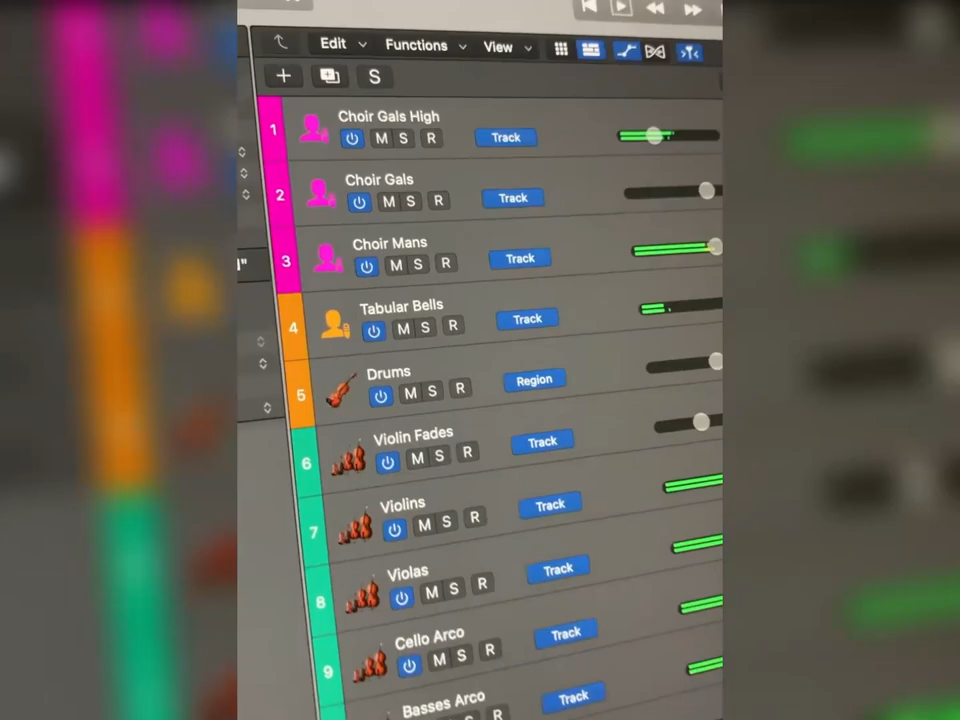 Edit Functions View
S
1 Choir Gals High
M S R Track
2 Choir Gals
M S R Track
3 Choir Mans
M S R Track
4 Tabular Bells
M S R Track
5 Drums
M S R Region
6 Violin Fades
M S R Track
7 Violins
M S R Track
8 Violas
M S R Track
9 Cello Arco
M S R Track
Basses Arco
S R Track